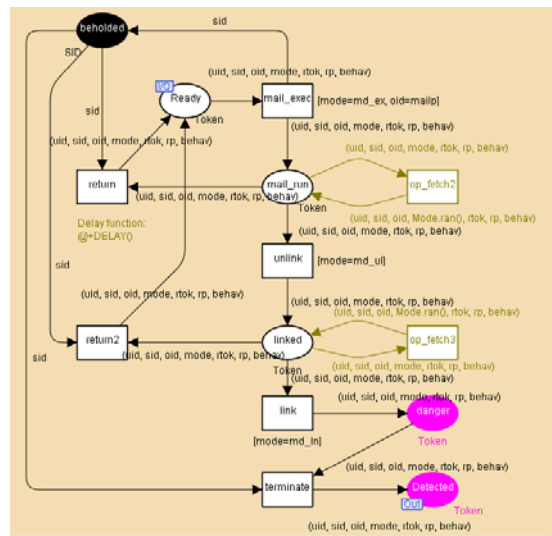 beholded
sid
SID
(uid, sid, oid, mode, rtok, rp, behav)
I/O
Ready
mail_exec
[mode=md_ex, oid=mailp]
Token
sid
(uid, sid, oid, mode, rtok, rp, behav)
(uid, sid, oid, mode, rtok, rp, behav)
(uid, sid, oid, mode, rtok, rp, behav)
return
(uid, sid, oid, mode, rtok, rp, behav)
mail_run
op_fetch2
Token
Delay function:
@+DELAY()
(uid, sid, oid, Mode.ran(), rtok, rp, behav)
(uid, sid, oid, mode, rtok, rp, behav)
unlink
[mode=md_ul]
sid
(uid, sid, oid, mode, rtok, rp, behav)
(uid, sid, oid, mode, rtok, rp, behav)
(uid, sid, oid, Mode.ran(), rtok, rp, behav)
return2
linked
op_fetch3
sid
(uid, sid, oid, mode, rtok, rp, behav)
Token
(uid, sid, oid, mode, rtok, rp, behav)
(uid, sid, oid, mode, rtok, rp, behav)
(uid, sid, oid, mode, rtok, rp, behav)
link
danger
[mode=md_ln]
Token
(uid, sid, oid, mode, rtok, rp, behav)
terminate
Detected
Out
Token
(uid, sid, oid, mode, rtok, rp, behav)